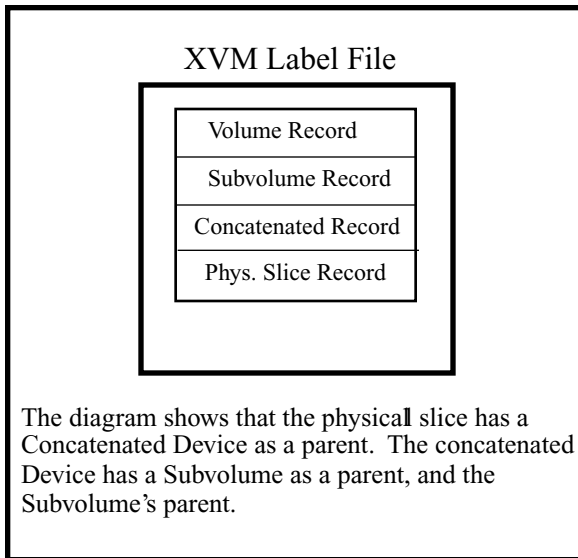 XVM Label File
Volume Record
Subvolume Record
Concatenated Record
Phys. Slice Record
The diagram shows that the physical slice has a
Concatenated Device as a parent.  The concatenated
Device has a Subvolume as a parent, and the
Subvolume's parent.